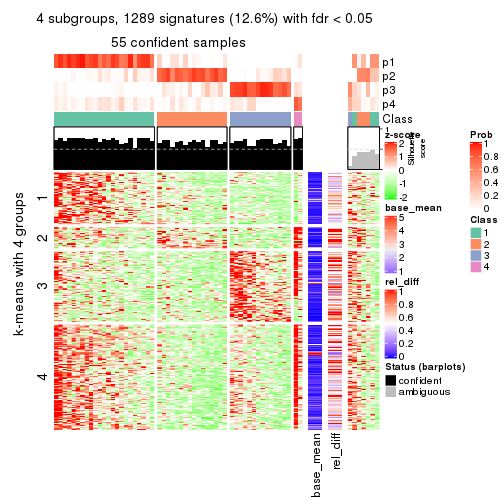 4 subgroups, 1289 signatures (12.6%) with fdr < 0.05
55 confident samples
p1
p2
p3
p4
Class
1
0
Silhouette
score
k-means with 4 groups
1
2
3
4
base_mean
rel_diff
z-score
2
1
0
-1
-2
base_mean
5
4
3
2
1
rel_diff
1
0.8
0.6
0.4
0.2
0
Status (barplots)
confident
ambiguous
Prob
1
0.8
0.6
0.4
0.2
0
Class
1
2
3
4